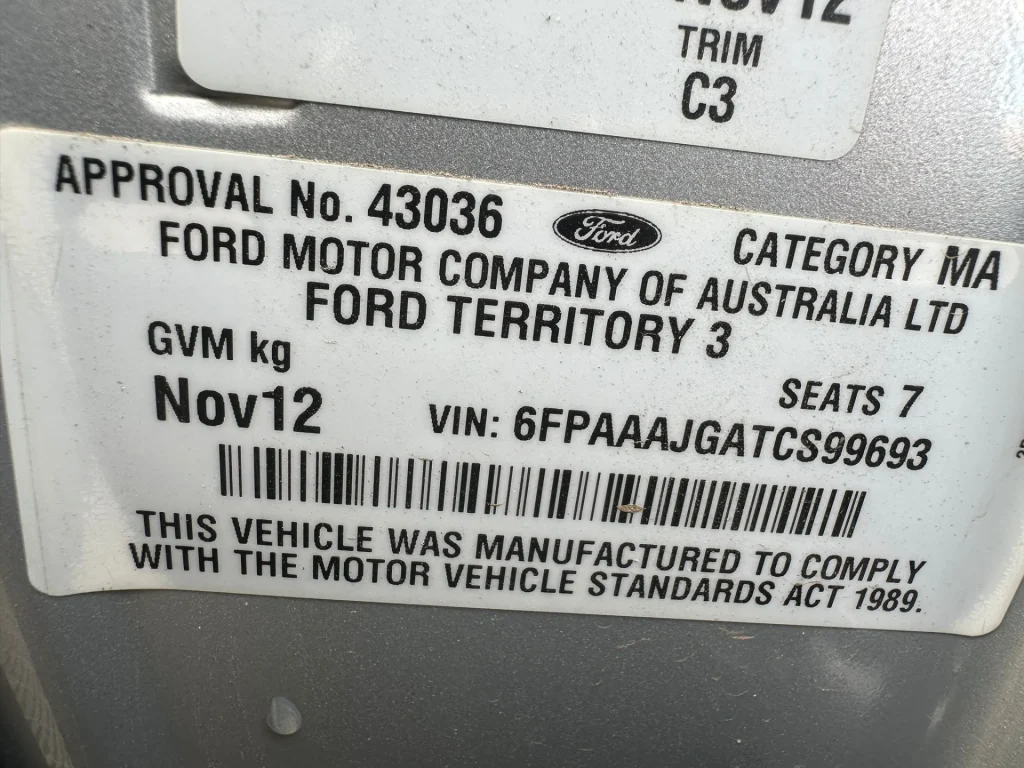 Nov12
TRIM
C3
APPROVAL No. 43036 Ford CATEGORY MA
FORD MOTOR COMPANY OF AUSTRALIA LTD
FORD TERRITORY 3
GVM kg
SEATS 7
Nov12 VIN: 6FPAAAJGATCS99693
THIS VEHICLE WAS MANUFACTURED TO COMPLY
WITH THE MOTOR VEHICLE STANDARDS ACT 1989.